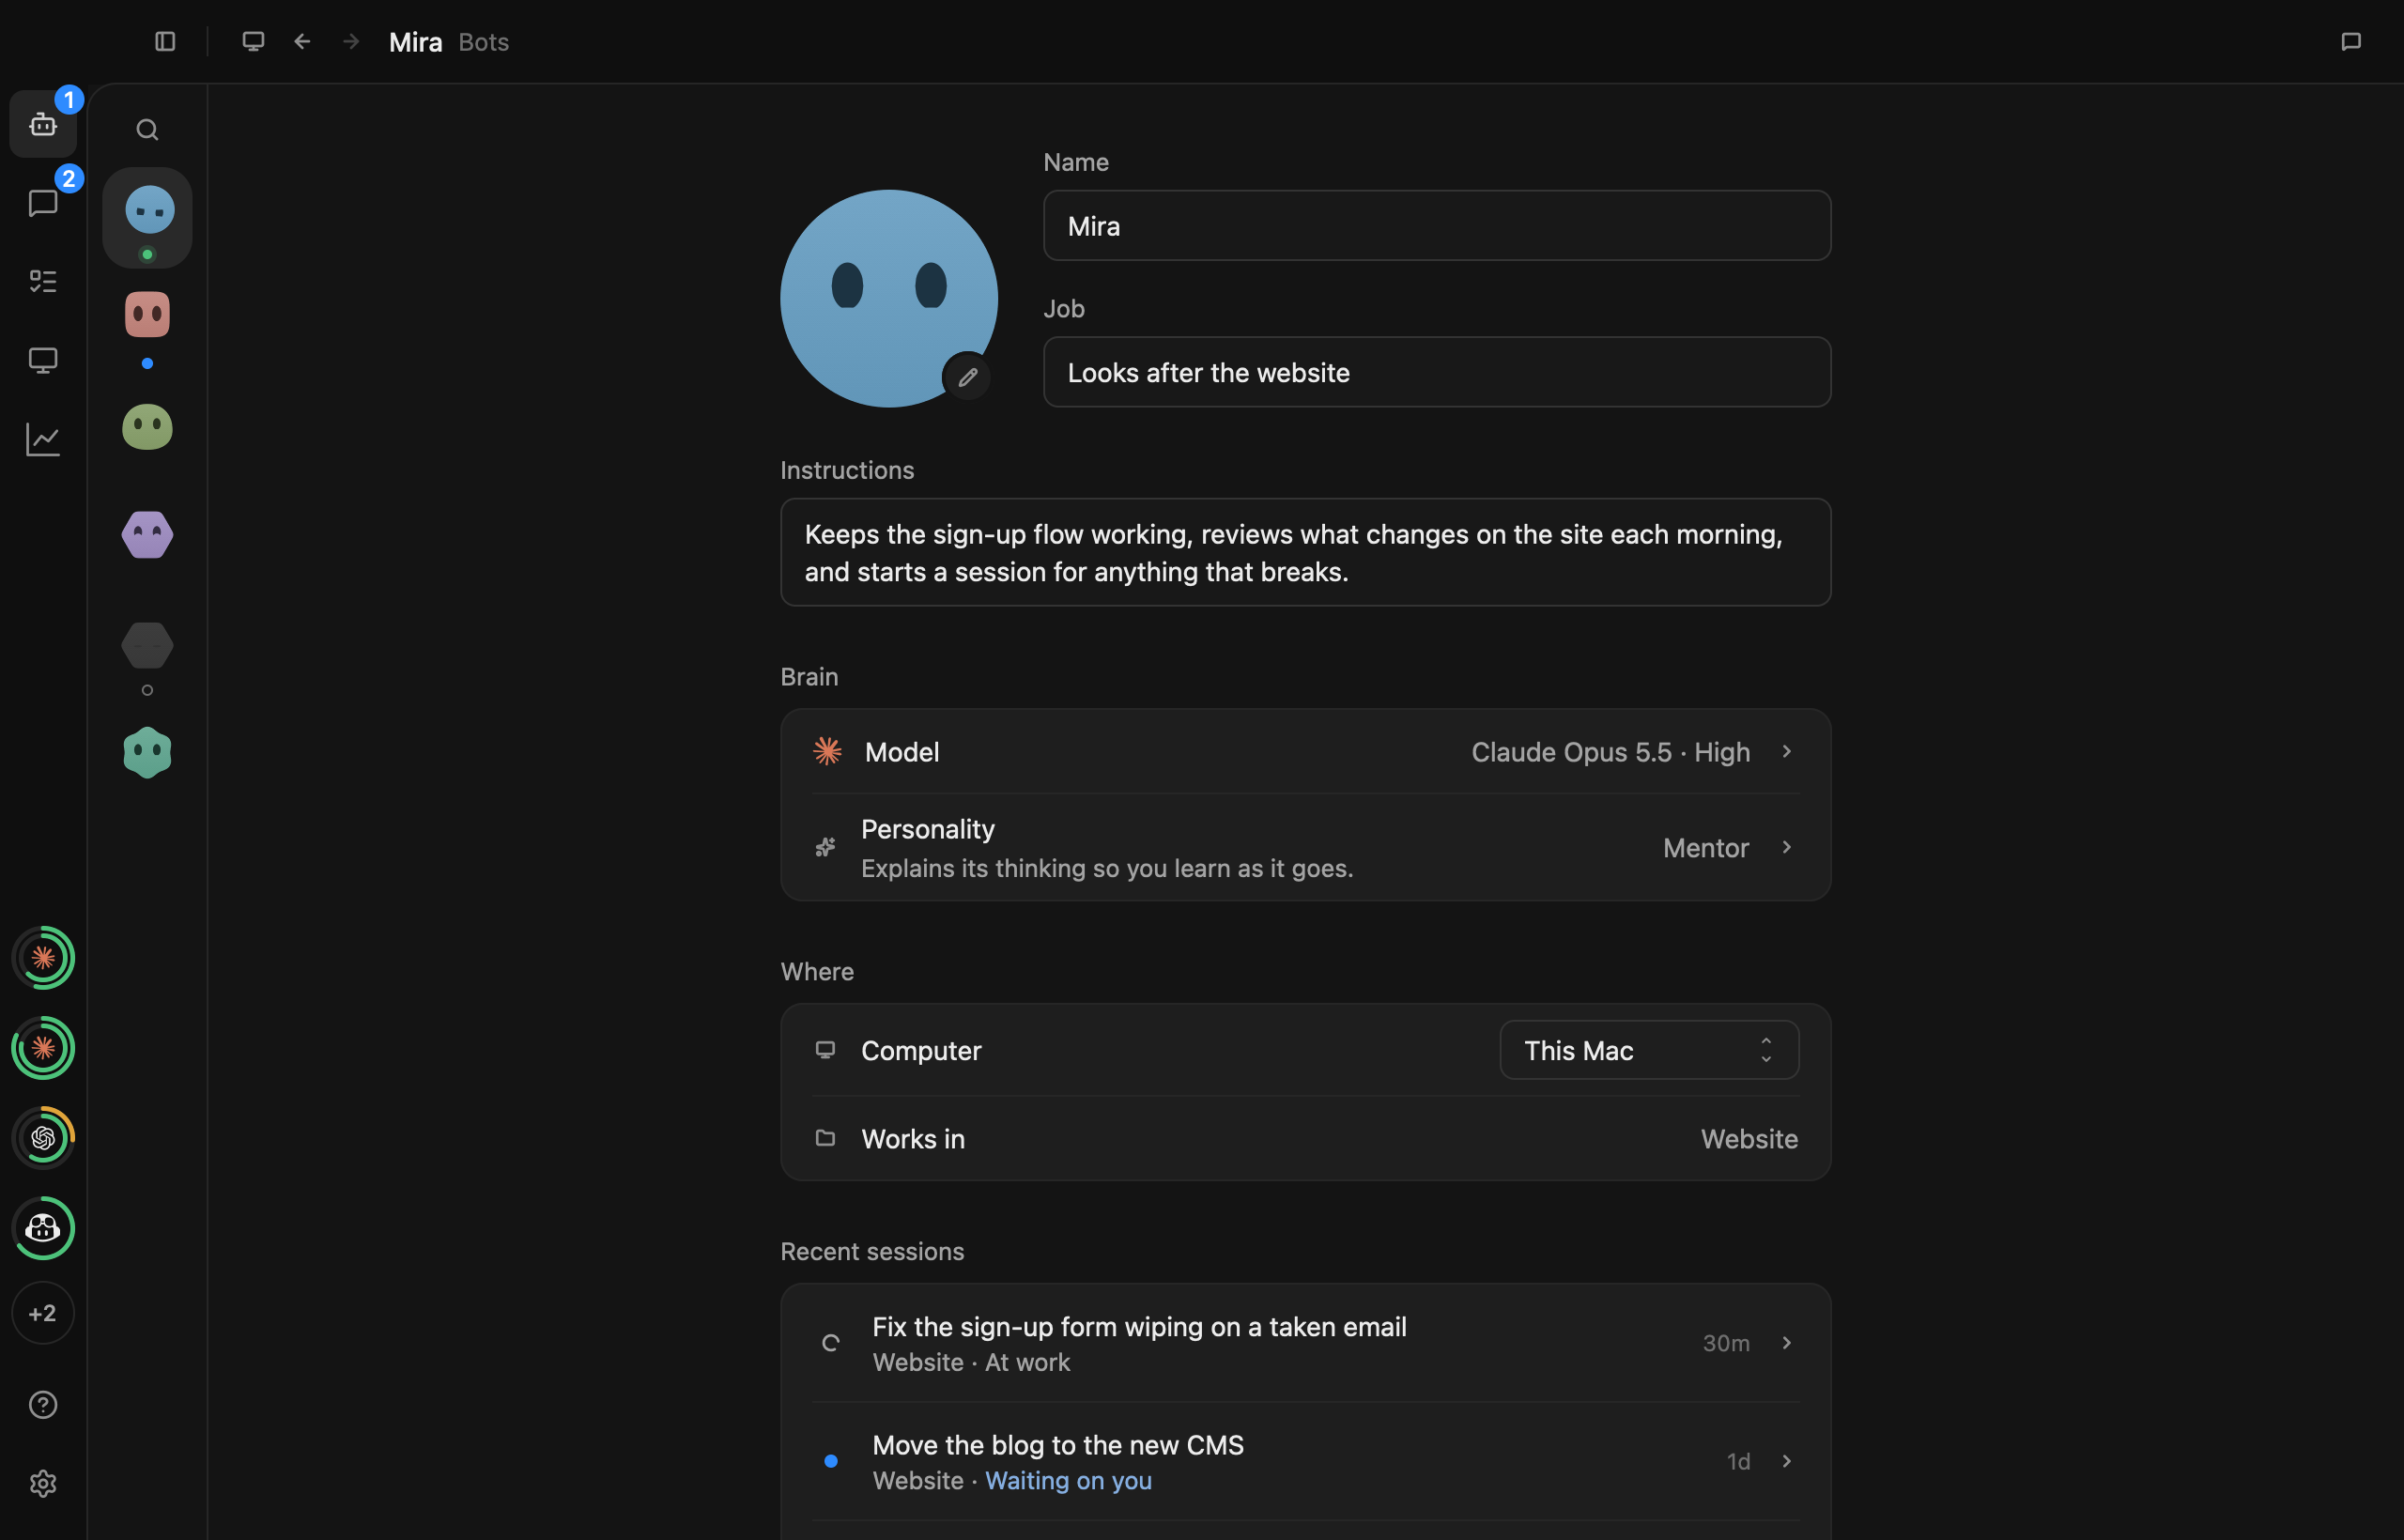 Mira Bots
1
2
Name
Mira
Job
Looks after the website
Instructions
Keeps the sign-up flow working, reviews what changes on the site each morning,
and starts a session for anything that breaks.
Brain
Model
Claude Opus 5.5 · High
Personality
Explains its thinking so you learn as it goes.
Mentor
Where
Computer
This Mac
Works in
Website
Recent sessions
Fix the sign-up form wiping on a taken email
Website · At work
30m
Move the blog to the new CMS
Website · Waiting on you
1d
+2